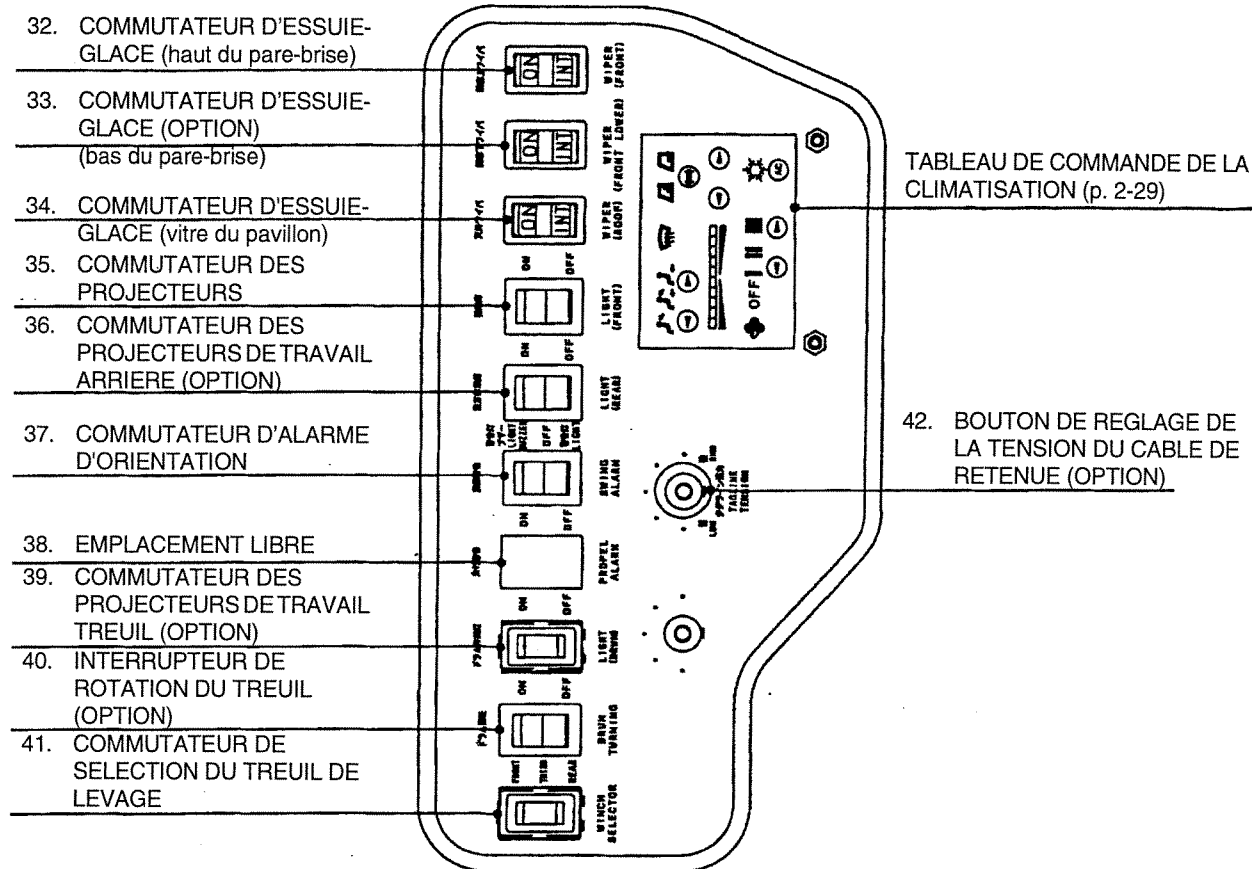 32. COMMUTATEUR D'ESSUIE-
GLACE (haut du pare-brise)
33. COMMUTATEUR D'ESSUIE-
GLACE (OPTION)
(bas du pare-brise)
34. COMMUTATEUR D'ESSUIE-
GLACE (vitre du pavillon)
35. COMMUTATEUR DES
PROJECTEURS
36. COMMUTATEUR DES
PROJECTEURS DE TRAVAIL
ARRIERE (OPTION)
37. COMMUTATEUR D'ALARME
D'ORIENTATION
38. EMPLACEMENT LIBRE
39. COMMUTATEUR DES
PROJECTEURS DE TRAVAIL
TREUIL (OPTION)
40. INTERRUPTEUR DE
ROTATION DU TREUIL
(OPTION)
41. COMMUTATEUR DE
SELECTION DU TREUIL DE
LEVAGE
ON
INT
WIPER
(FRONT)
ON
INT
WIPER
(FRONT LOWER)
ON
INT
WIPER
(ROOF)
ON
OFF
LIGHT
(FRONT)
ON
OFF
LIGHT
(REAR)
LIGHT
BUZZER
OFF
LIGHT
SWING
ALARM
ON
OFF
PROPEL
ALARM
ON
OFF
LIGHT
(DRUM)
ON
OFF
DRUM
TURNING
FRONT
THIRD
REAR
WINCH
SELECTOR
AC
OFF
TAGLINE
TENSION
TABLEAU DE COMMANDE DE LA
CLIMATISATION (p. 2-29)
42. BOUTON DE REGLAGE DE
LA TENSION DU CABLE DE
RETENUE (OPTION)